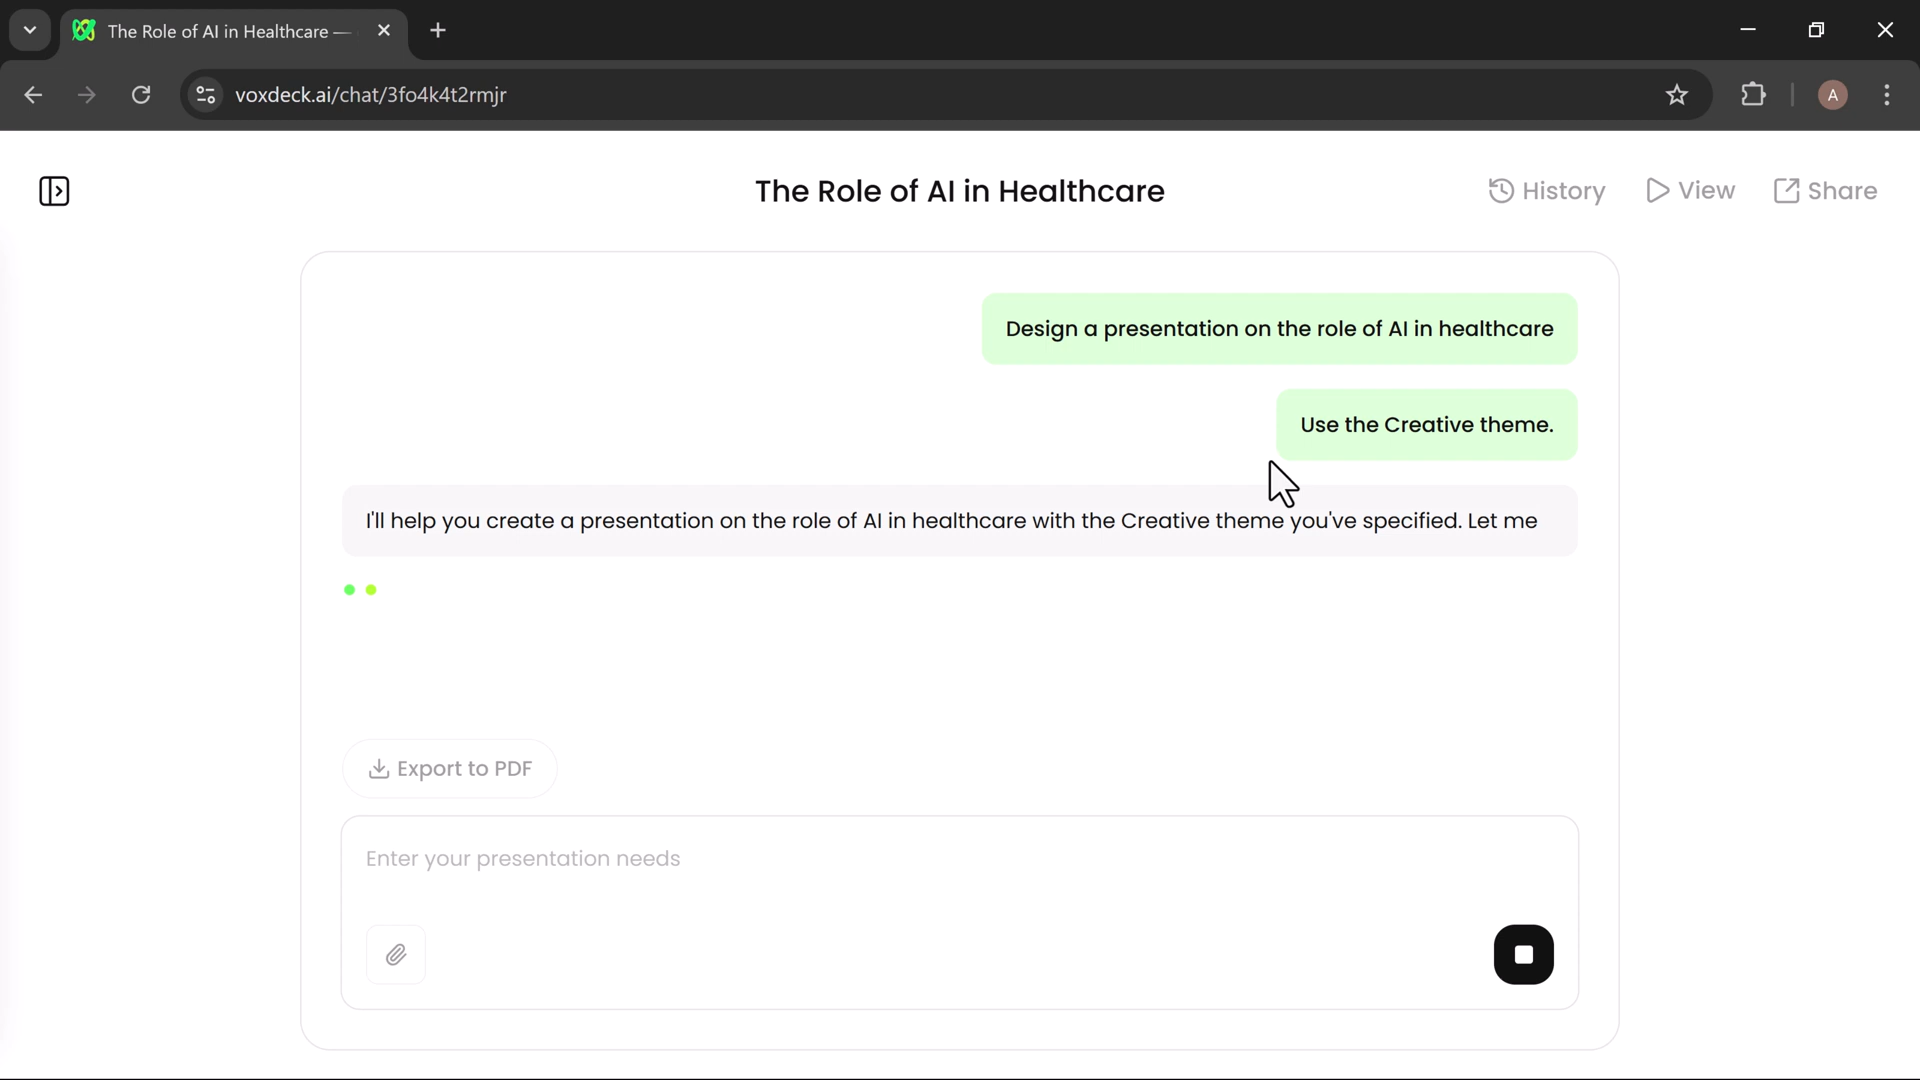 The Role of AI in Healthcare —
voxdeck.ai/chat/3fo4k4t2rmjr
A
The Role of AI in Healthcare
History
View
Share
Design a presentation on the role of AI in healthcare
Use the Creative theme.
I'll help you create a presentation on the role of AI in healthcare with the Creative theme you've specified. Let me
Export to PDF
Enter your presentation needs